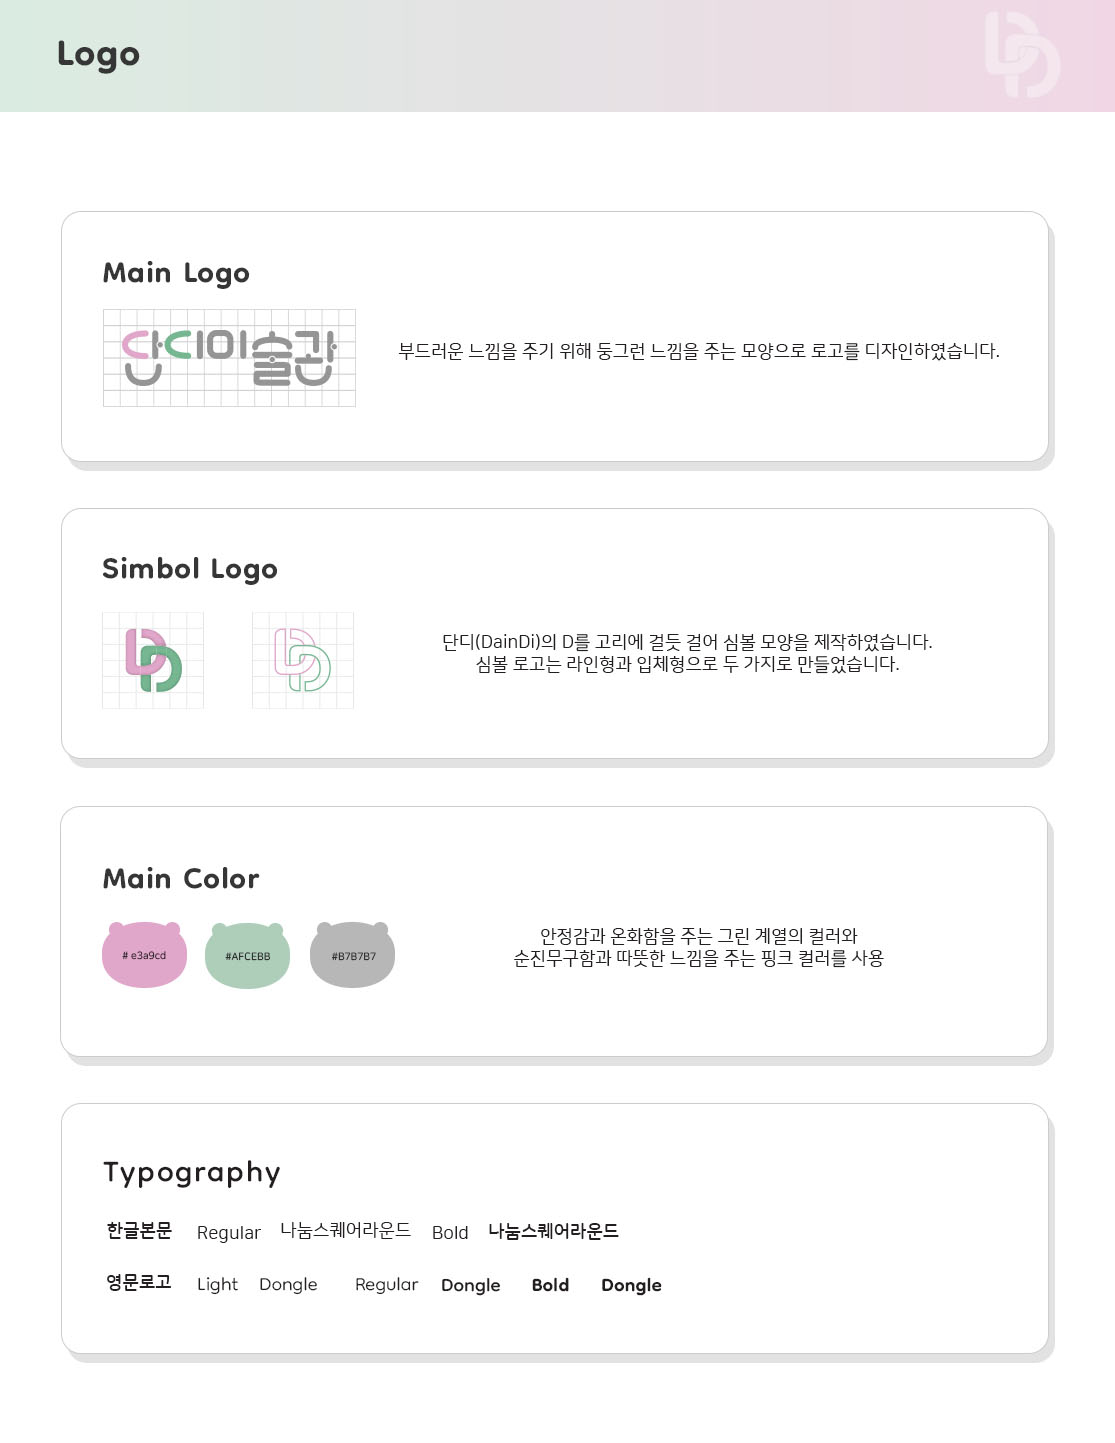 Logo
Main Logo
단디미술관
부드러운 느낌을 주기 위해 둥그런 느낌을 주는 모양으로 로고를 디자인하였습니다.
Simbol Logo
단디(DainDi)의 D를 고리에 걸듯 걸어 심볼 모양을 제작하였습니다.
심볼 로고는 라인형과 입체형으로 두 가지로 만들었습니다.
Main Color
# e3a9cd #AFCEBB #B7B7B7
안정감과 온화함을 주는 그린 계열의 컬러와
순진무구함과 따뜻한 느낌을 주는 핑크 컬러를 사용
Typography
한글본문 Regular 나눔스퀘어라운드 Bold 나눔스퀘어라운드
영문로고 Light Dongle Regular Dongle Bold Dongle